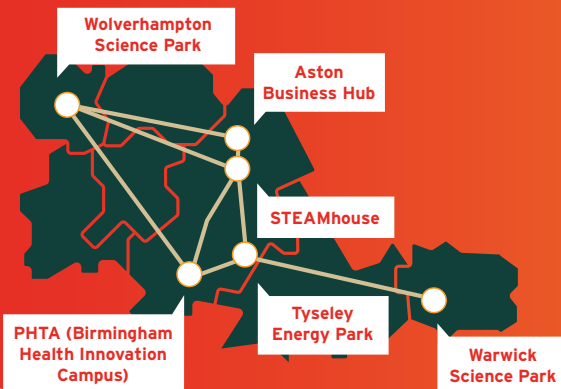 Wolverhampton
Science Park
Aston
Business Hub
STEAMhouse
PHTA (Birmingham
Health Innovation
Campus)
Tyseley
Energy Park
Warwick
Science Park